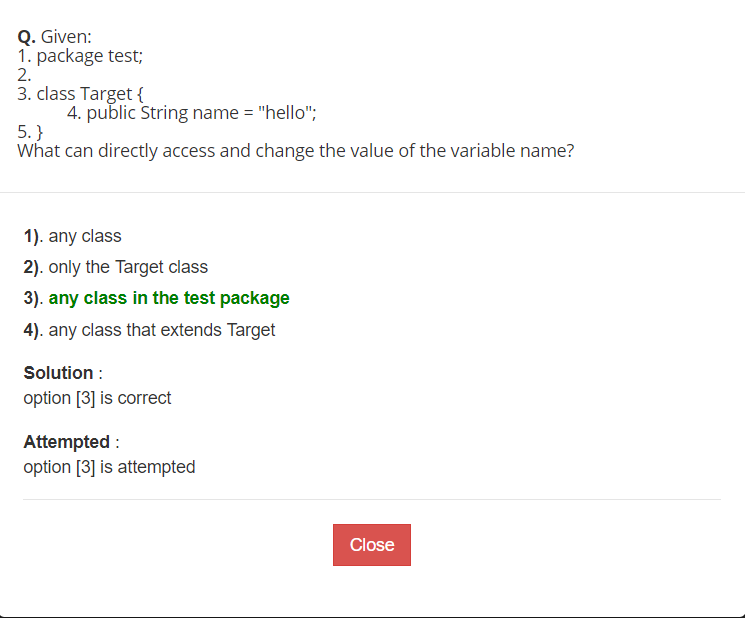 Q. Given:
1. package test;
2.
3. class Target {
4. public String name = "hello";
5. }
What can directly access and change the value of the variable name?
1). any class
2). only the Target class
3). any class in the test package
4). any class that extends Target
Solution :
option [3] is correct
Attempted :
option [3] is attempted
Close